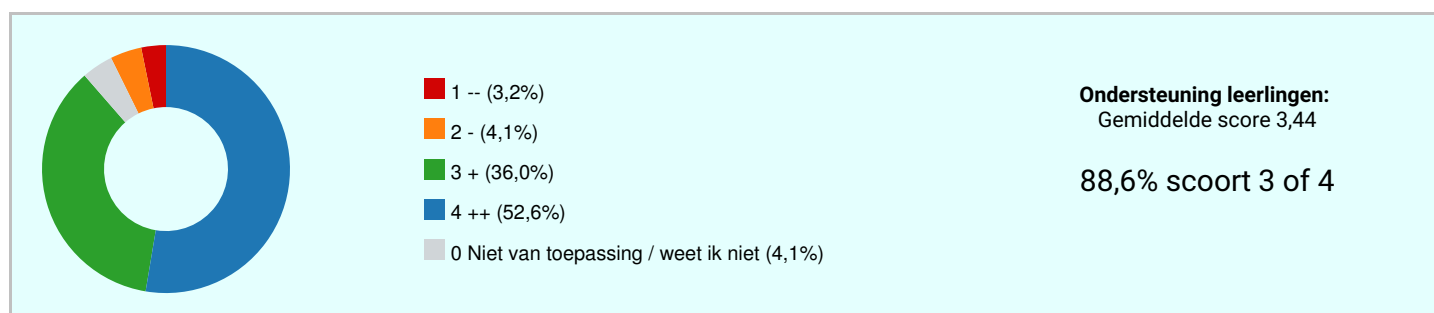 1 -- (3,2%)
2 - (4,1%)
3 + (36,0%)
4 ++ (52,6%)
0 Niet van toepassing / weet ik niet (4,1%)
Ondersteuning leerlingen:
Gemiddelde score 3,44
88,6% scoort 3 of 4